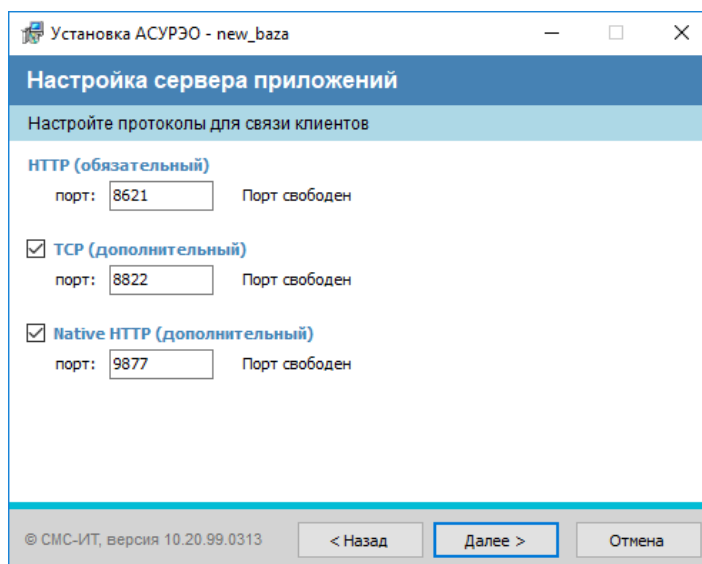 Установка АСУРЭО - new_baza
Настройка сервера приложений
Настройте протоколы для связи клиентов
HTTP (обязательный)
порт: 8621 Порт свободен
TCP (дополнительный)
порт: 8822 Порт свободен
Native HTTP (дополнительный)
порт: 9877 Порт свободен
© СМС-ИТ, версия 10.20.99.0313 < Назад Далее > Отмена